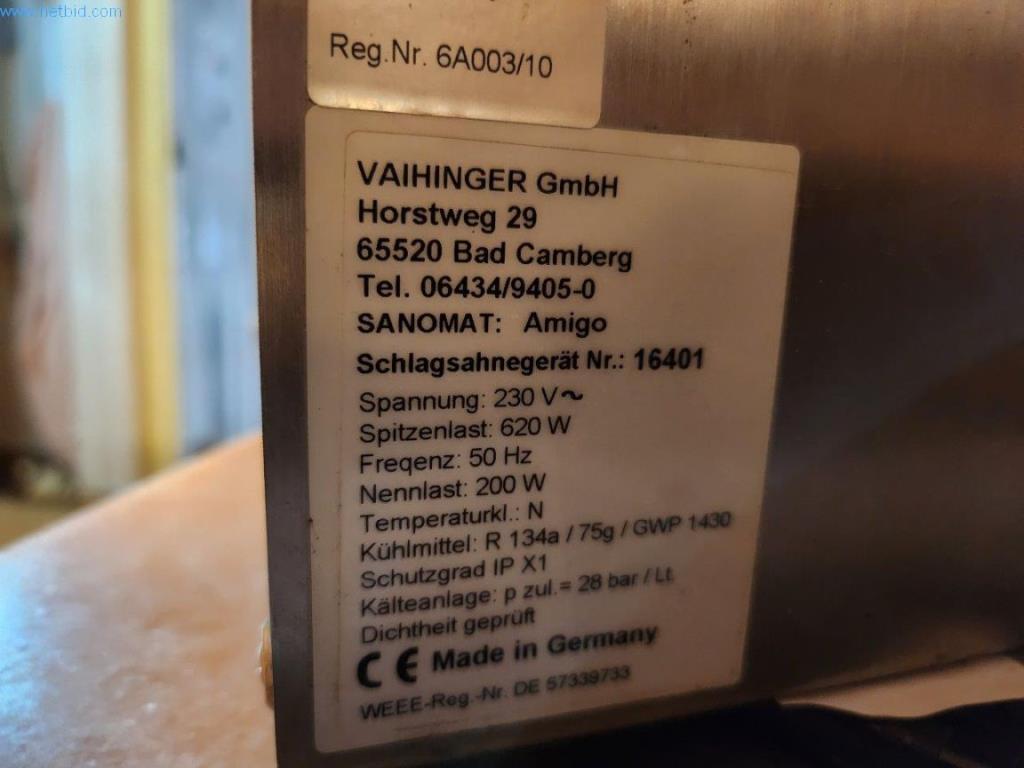 www.netbid.com
Reg.Nr. 6A003/10
VAIHINGER GmbH
Horstweg 29
65520 Bad Camberg
Tel. 06434/9405-0
SANOMAT: Amigo
Schlagsahnegerät Nr.: 16401
Spannung: 230 V~
Spitzenlast: 620 W
Freqenz: 50 Hz
Nennlast: 200 W
Temperaturkl.: N
Kühlmittel: R 134a / 75g / GWP 1430
Schutzgrad IP X1
Kälteanlage: p zul.= 28 bar / Lt.
Dichtheit geprüft
CE Made in Germany
WEEE-Reg.-Nr. DE 57339733